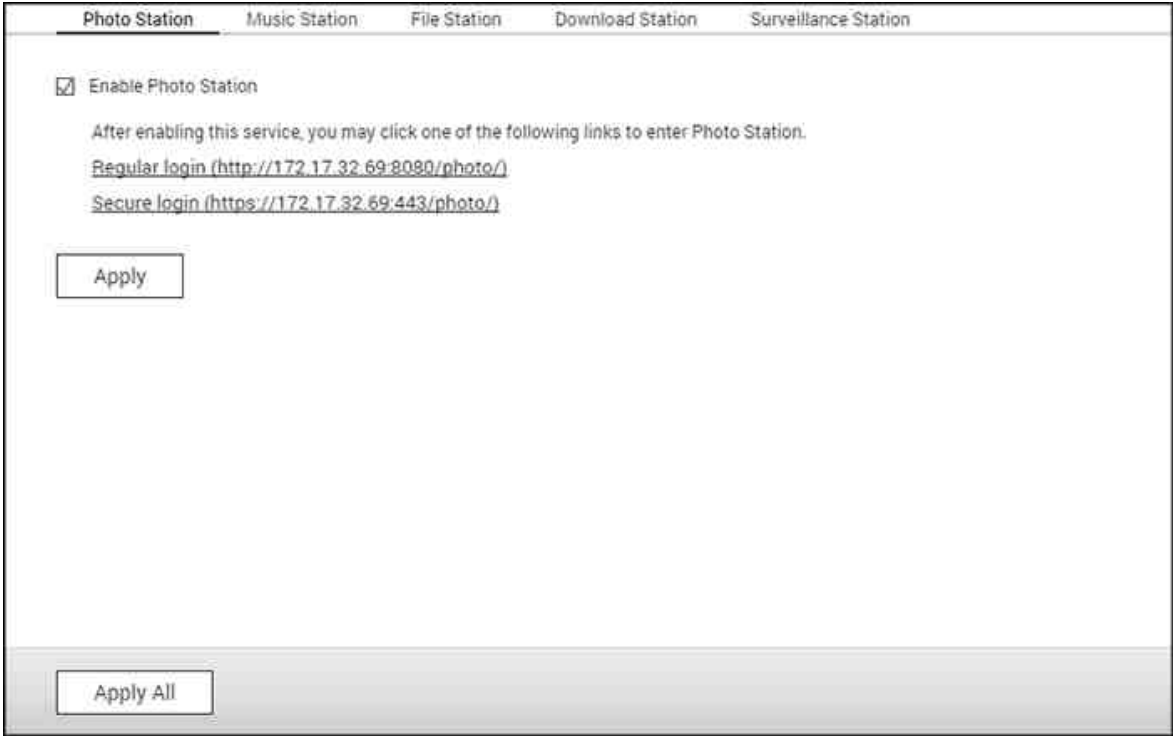 Photo Station Music Station File Station Download Station Surveillance Station
Enable Photo Station
After enabling this service, you may click one of the following links to enter Photo Station.
Regular login (http://172.17.32.69:8080/photo/)
Secure login (https://172.17.32.69:443/photo/)
Apply
Apply All